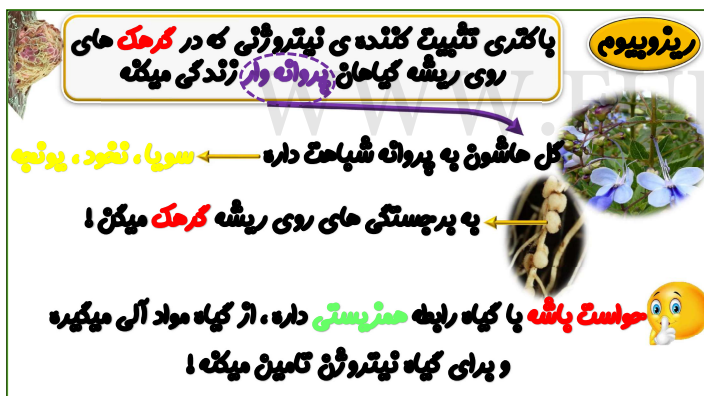 ریزوبیوم
باکتری تثبیت کننده ی نیتروژنی که در گرهک های
روی ریشه گیاهان پروانه وار زندگی میکنه
گل هاشون به پروانه شباهت داره
سویا ، نخود ، یونجه
به برجستگی های روی ریشه گرهک میگن !
حواست باشه با گیاه رابطه همزیستی داره ، از گیاه مواد آلی میگیره
و برای گیاه نیتروژن تامین میکنه !